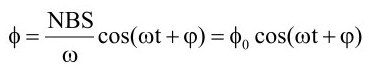 ϕ = NBS/ω cos(ωt + φ) = ϕ₀ cos(ωt + φ)